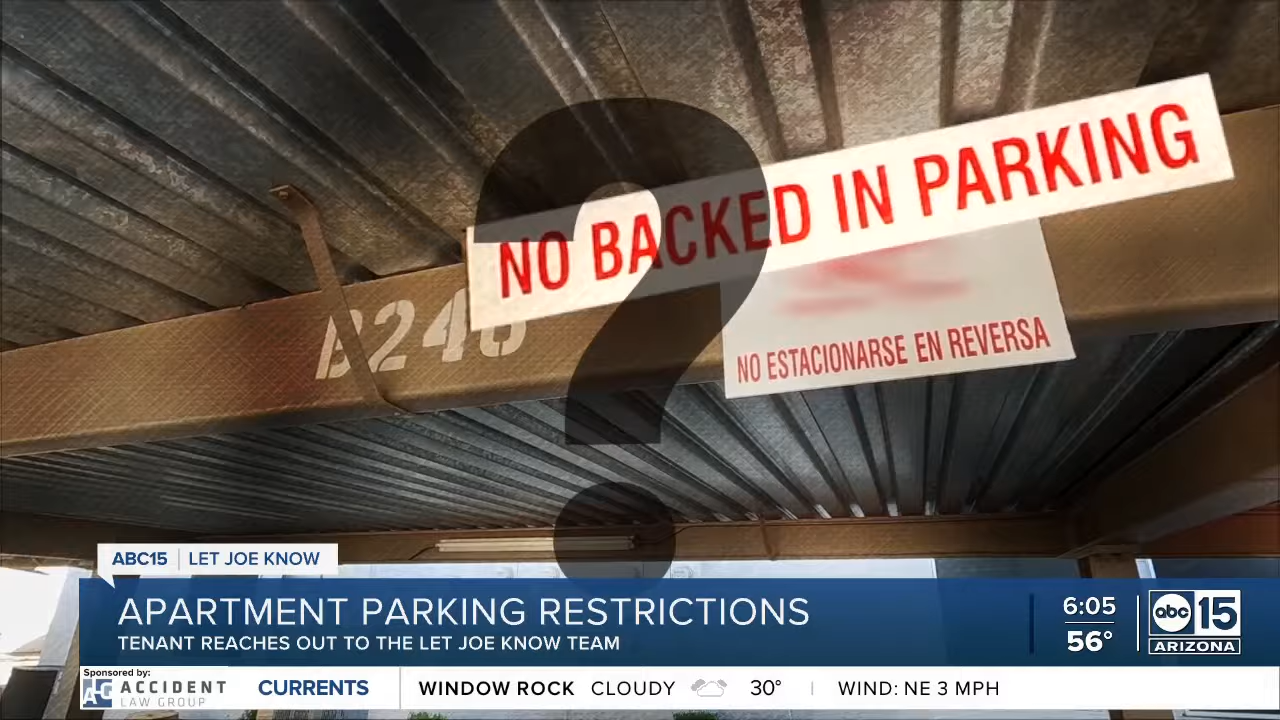 NO BACKED IN PARKING
B240
NO ESTACIONARSE EN REVERSA
ABC15 LET JOE KNOW
APARTMENT PARKING RESTRICTIONS
TENANT REACHES OUT TO THE LET JOE KNOW TEAM
6:05
56°
abc 15
ARIZONA
Sponsored by:
AG ACCIDENT
LAW GROUP
CURRENTS
WINDOW ROCK CLOUDY 30° WIND: NE 3 MPH
?